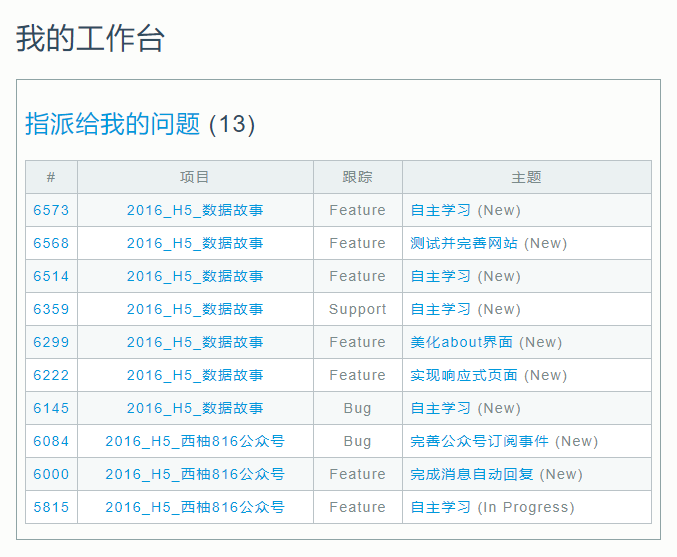 我的工作台
指派给我的问题 (13)
# 项目 跟踪 主题
6573 2016_H5_数据故事 Feature 自主学习 (New)
6568 2016_H5_数据故事 Feature 测试并完善网站 (New)
6514 2016_H5_数据故事 Feature 自主学习 (New)
6359 2016_H5_数据故事 Support 自主学习 (New)
6299 2016_H5_数据故事 Feature 美化about界面 (New)
6222 2016_H5_数据故事 Feature 实现响应式页面 (New)
6145 2016_H5_数据故事 Bug 自主学习 (New)
6084 2016_H5_西柚816公众号 Bug 完善公众号订阅事件 (New)
6000 2016_H5_西柚816公众号 Feature 完成消息自动回复 (New)
5815 2016_H5_西柚816公众号 Feature 自主学习 (In Progress)